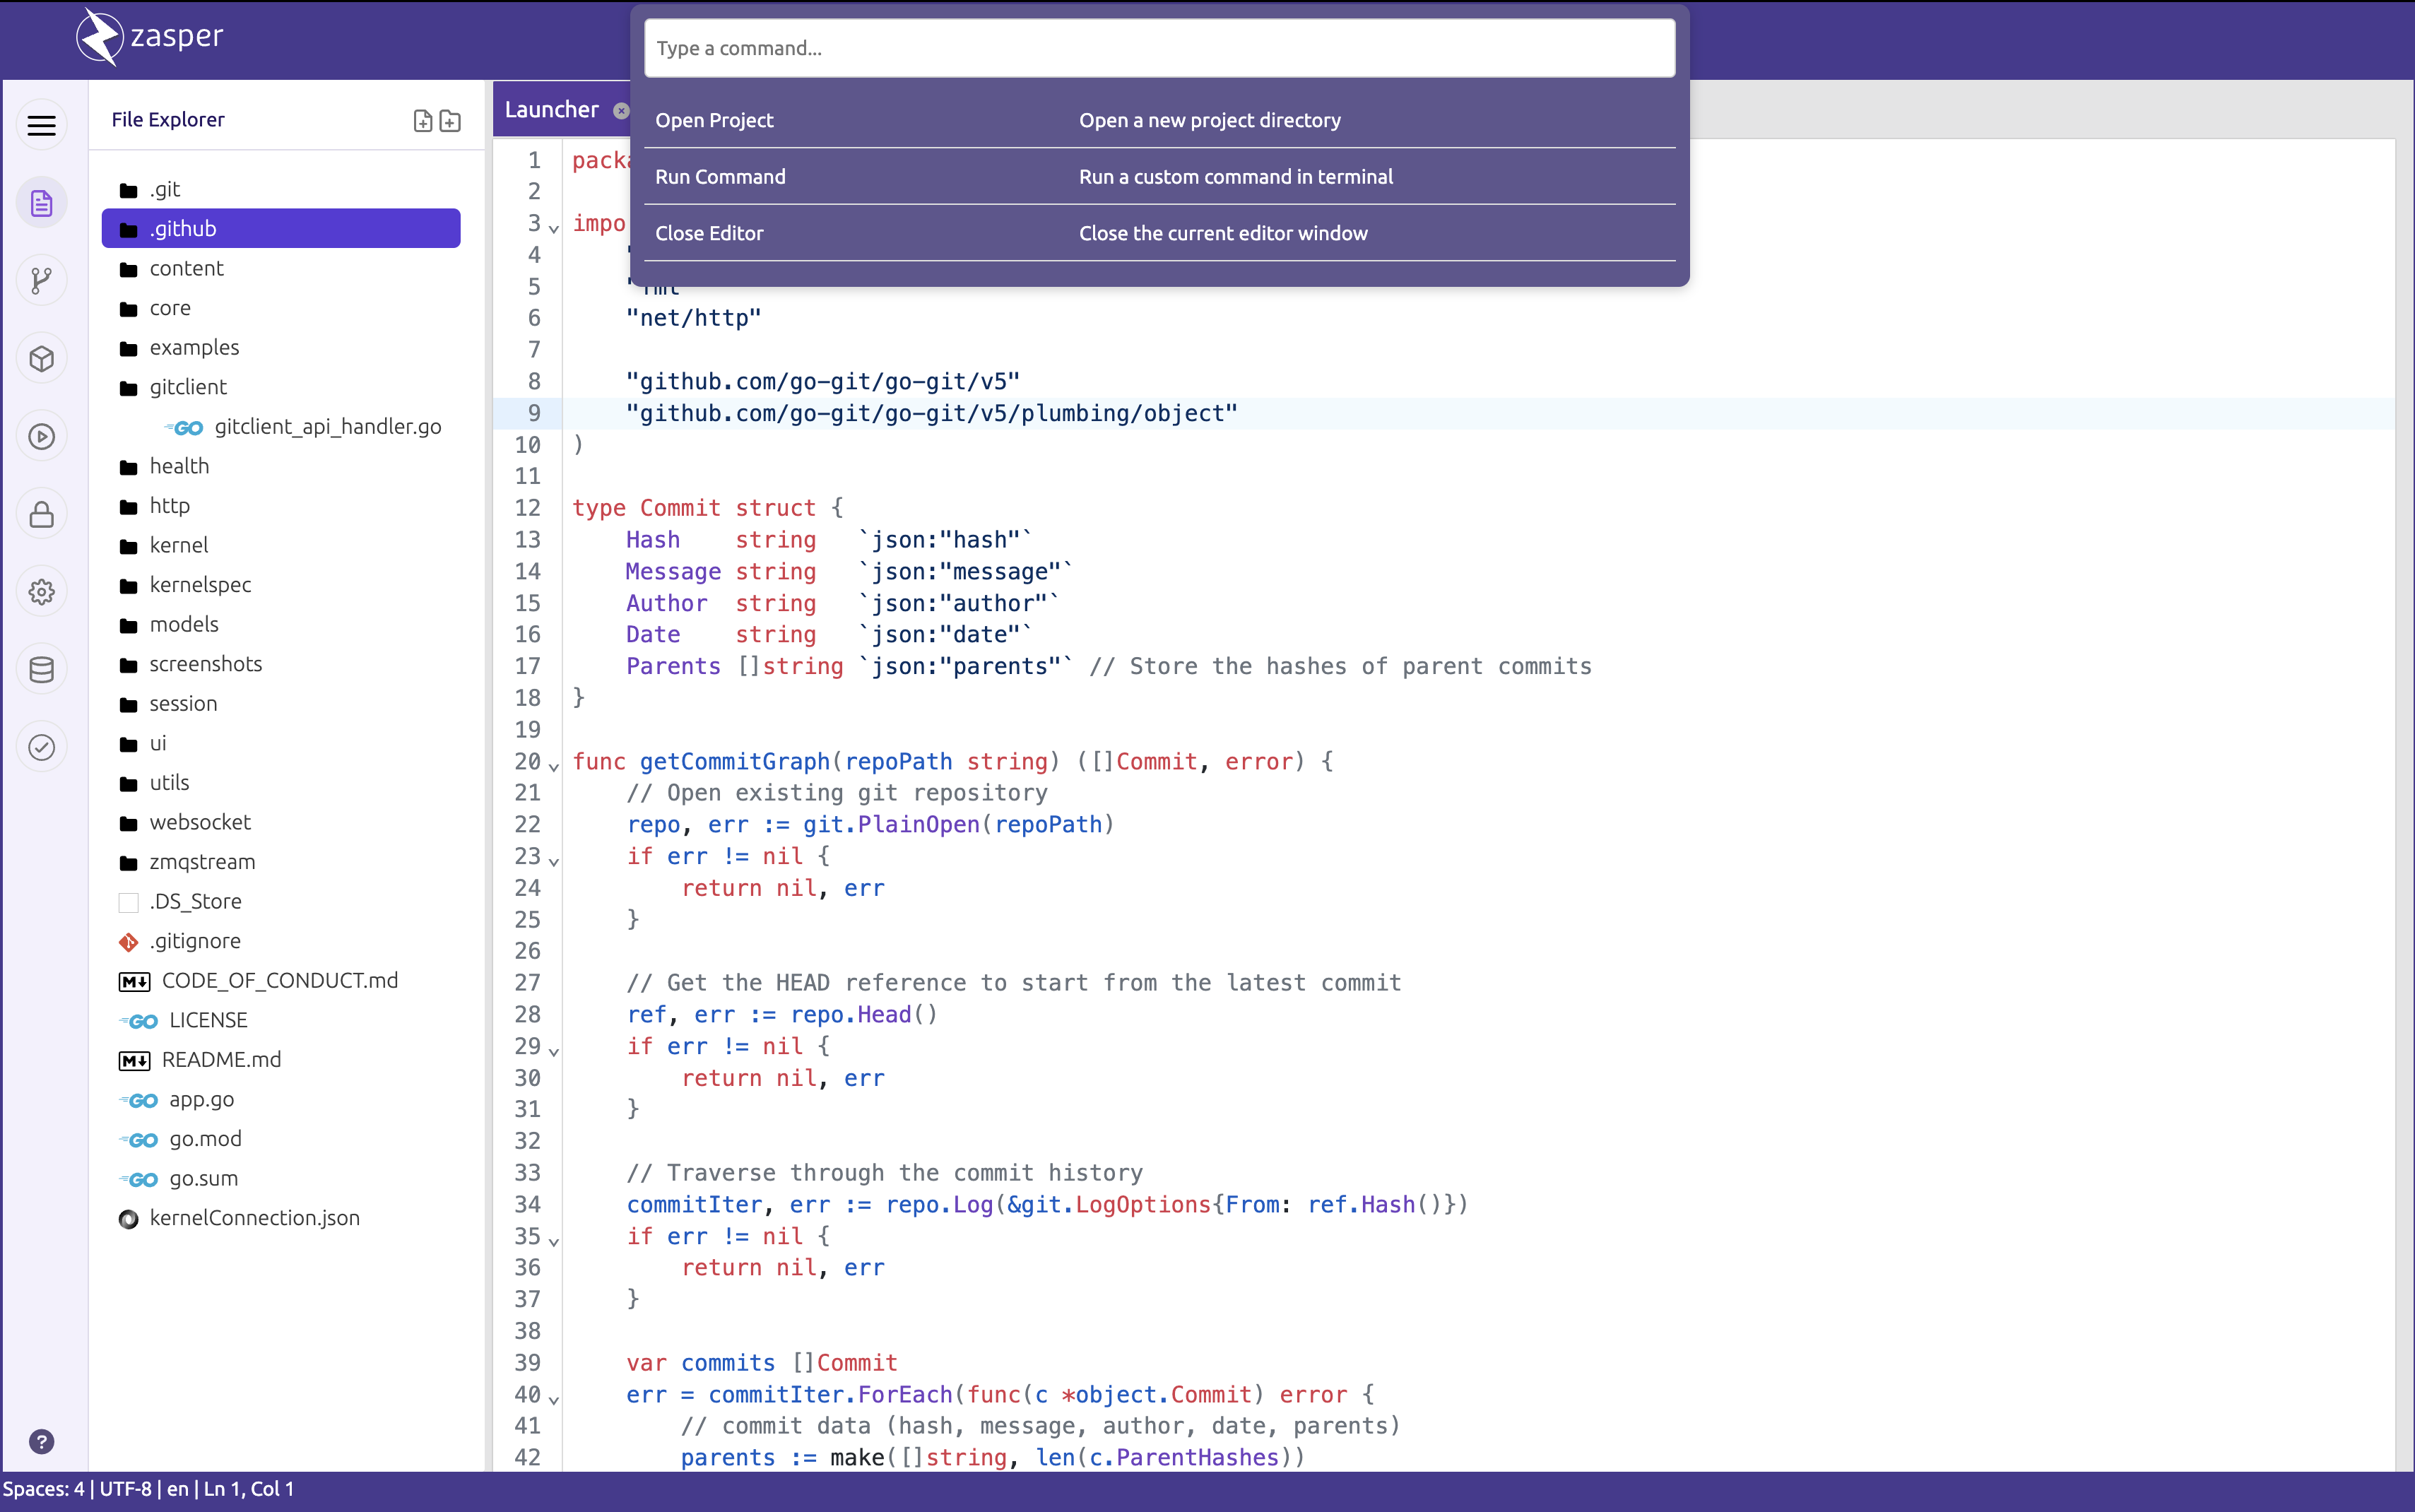 zasper
Type a command...
Open Project Open a new project directory
Run Command Run a custom command in terminal
Close Editor Close the current editor window
File Explorer
.git
.github
content
core
examples
gitclient
gitclient_api_handler.go
health
http
kernel
kernelspec
models
screenshots
session
ui
utils
websocket
zmqstream
.DS_Store
.gitignore
CODE_OF_CONDUCT.md
LICENSE
README.md
app.go
go.mod
go.sum
kernelConnection.json
Launcher
1
2
3
4
5
6 "net/http"
7
8 "github.com/go-git/go-git/v5"
9 "github.com/go-git/go-git/v5/plumbing/object"
10 )
11
12 type Commit struct {
13 Hash string `json:"hash"`
14 Message string `json:"message"`
15 Author string `json:"author"`
16 Date string `json:"date"`
17 Parents []string `json:"parents"` // Store the hashes of parent commits
18 }
19
20 func getCommitGraph(repoPath string) ([]Commit, error) {
21 // Open existing git repository
22 repo, err := git.PlainOpen(repoPath)
23 if err != nil {
24 return nil, err
25 }
26
27 // Get the HEAD reference to start from the latest commit
28 ref, err := repo.Head()
29 if err != nil {
30 return nil, err
31 }
32
33 // Traverse through the commit history
34 commitIter, err := repo.Log(&git.LogOptions{From: ref.Hash()})
35 if err != nil {
36 return nil, err
37 }
38
39 var commits []Commit
40 err = commitIter.ForEach(func(c *object.Commit) error {
41 // commit data (hash, message, author, date, parents)
42 parents := make([]string, len(c.ParentHashes))
Spaces: 4 | UTF-8 | en | Ln 1, Col 1